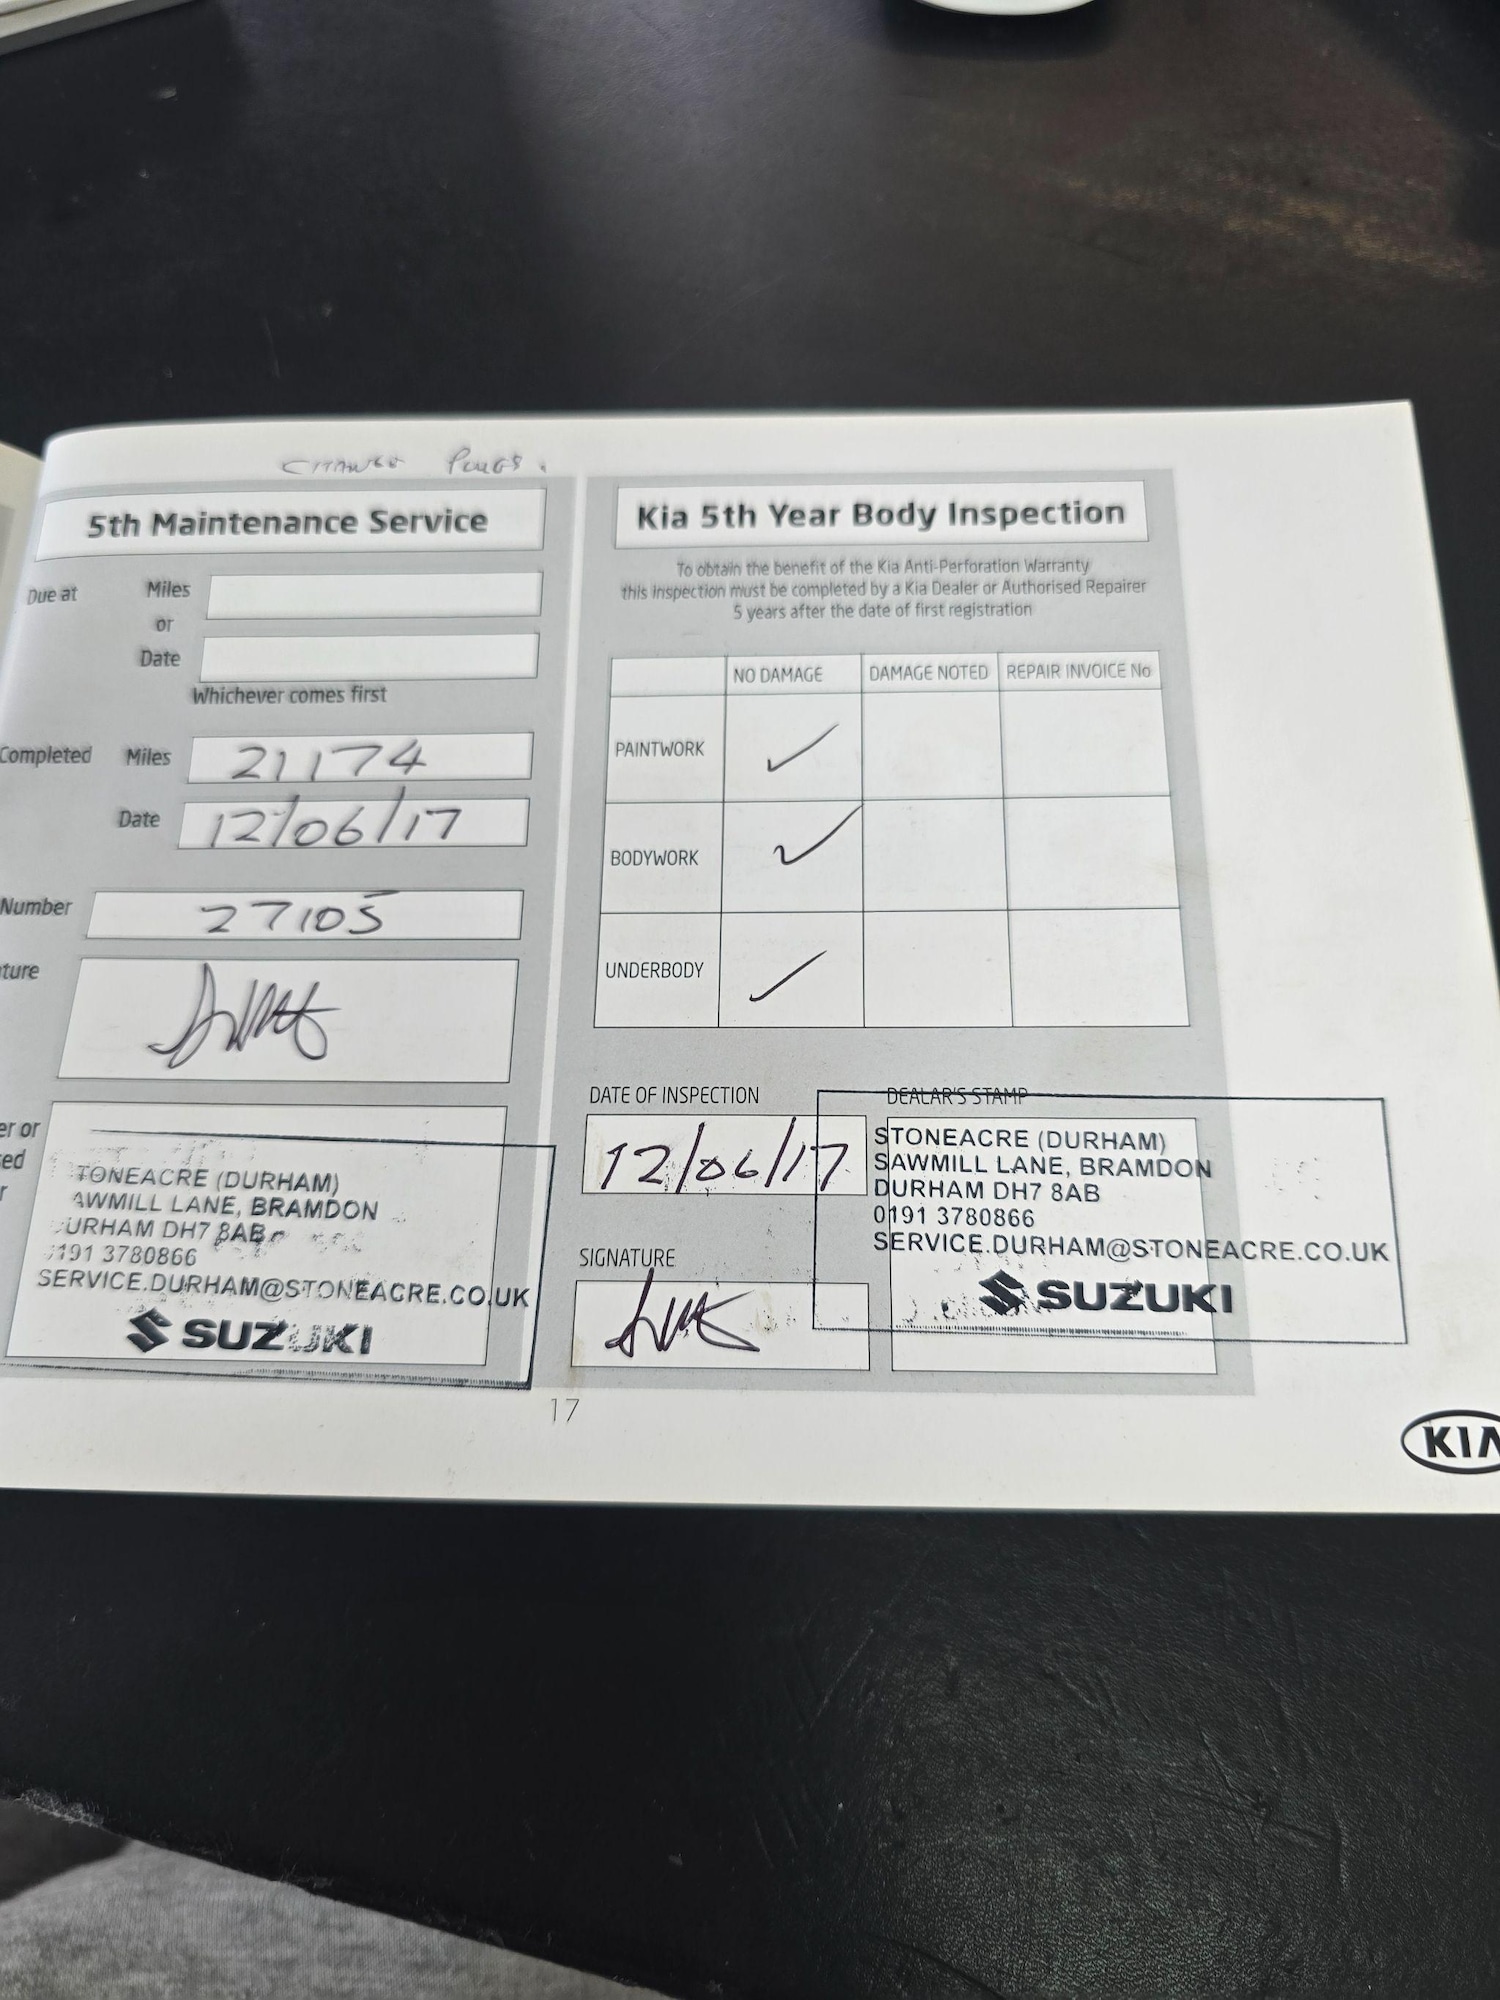 CHANGE PLUGS.
5th Maintenance Service
Due at Miles
or
Date
Whichever comes first
Completed Miles 21174
Date 12/06/17
Number 27105
ture
er or
ed
r
TONEACRE (DURHAM)
AWMILL LANE, BRAMDON
URHAM DH7 8AB
191 3780866
SERVICE.DURHAM@STONEACRE.CO.UK
SUZUKI
Kia 5th Year Body Inspection
To obtain the benefit of the Kia Anti-Perforation Warranty
this Inspection must be completed by a Kia Dealer or Authorised Repairer
5 years after the date of first registration
NO DAMAGE DAMAGE NOTED REPAIR INVOICE No
PAINTWORK
BODYWORK
UNDERBODY
DATE OF INSPECTION
12/06/17
SIGNATURE
DEALAR'S STAMP
STONEACRE (DURHAM)
SAWMILL LANE, BRAMDON
DURHAM DH7 8AB
0191 3780866
SERVICE.DURHAM@STONEACRE.CO.UK
SUZUKI
17
KIA